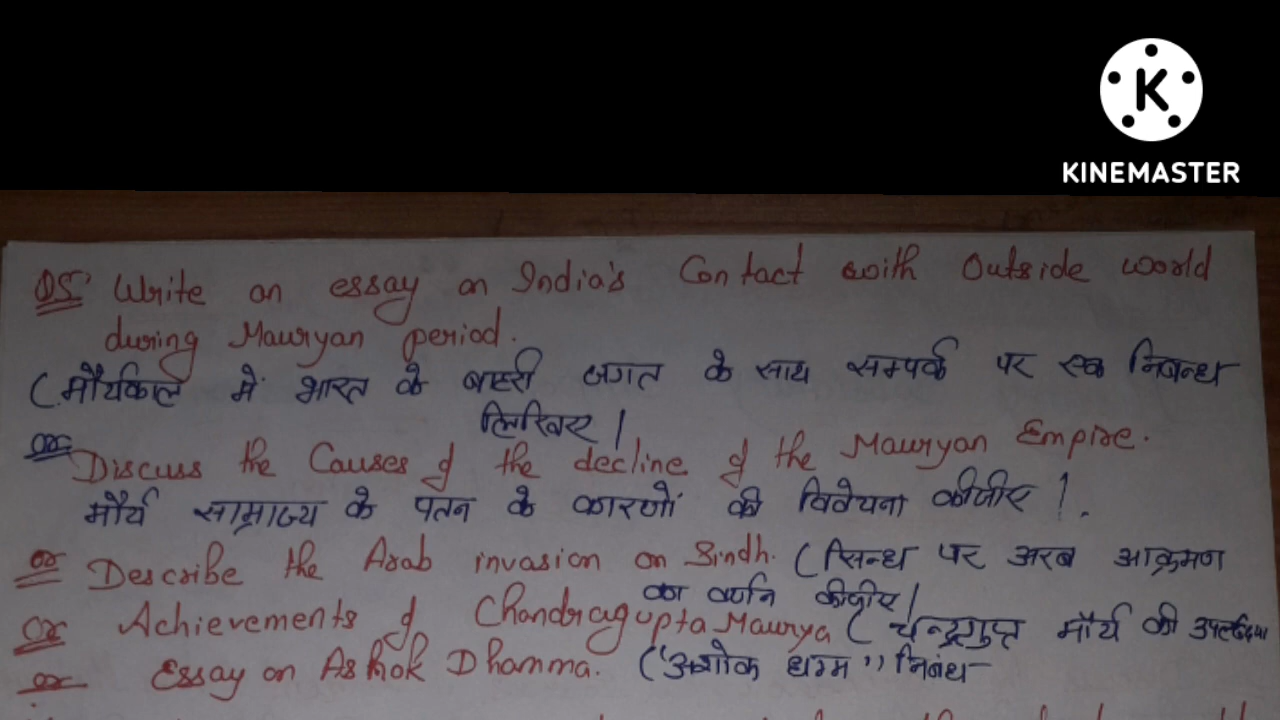 KINEMASTER
Q5. Write an essay on India's Contact with Outside world
during Mauryan period.
(मौर्यकाल में भारत के बाहरी जगत के साथ सम्पर्क पर एक निबन्ध
लिखिए।
or
Discuss the Causes of the decline of the Mauryan Empire.
मौर्य साम्राज्य के पतन के कारणों की विवेचना कीजीए।
or Describe the Arab invasion on Sindh. (सिन्ध पर अरब आक्रमण
का वर्णन कीजीए।
or Achievements of Chandragupta Maurya (चन्द्रगुप्त मौर्य की
or Essay on Ashok Dhamma. ("अशोक धम्म" निबंध